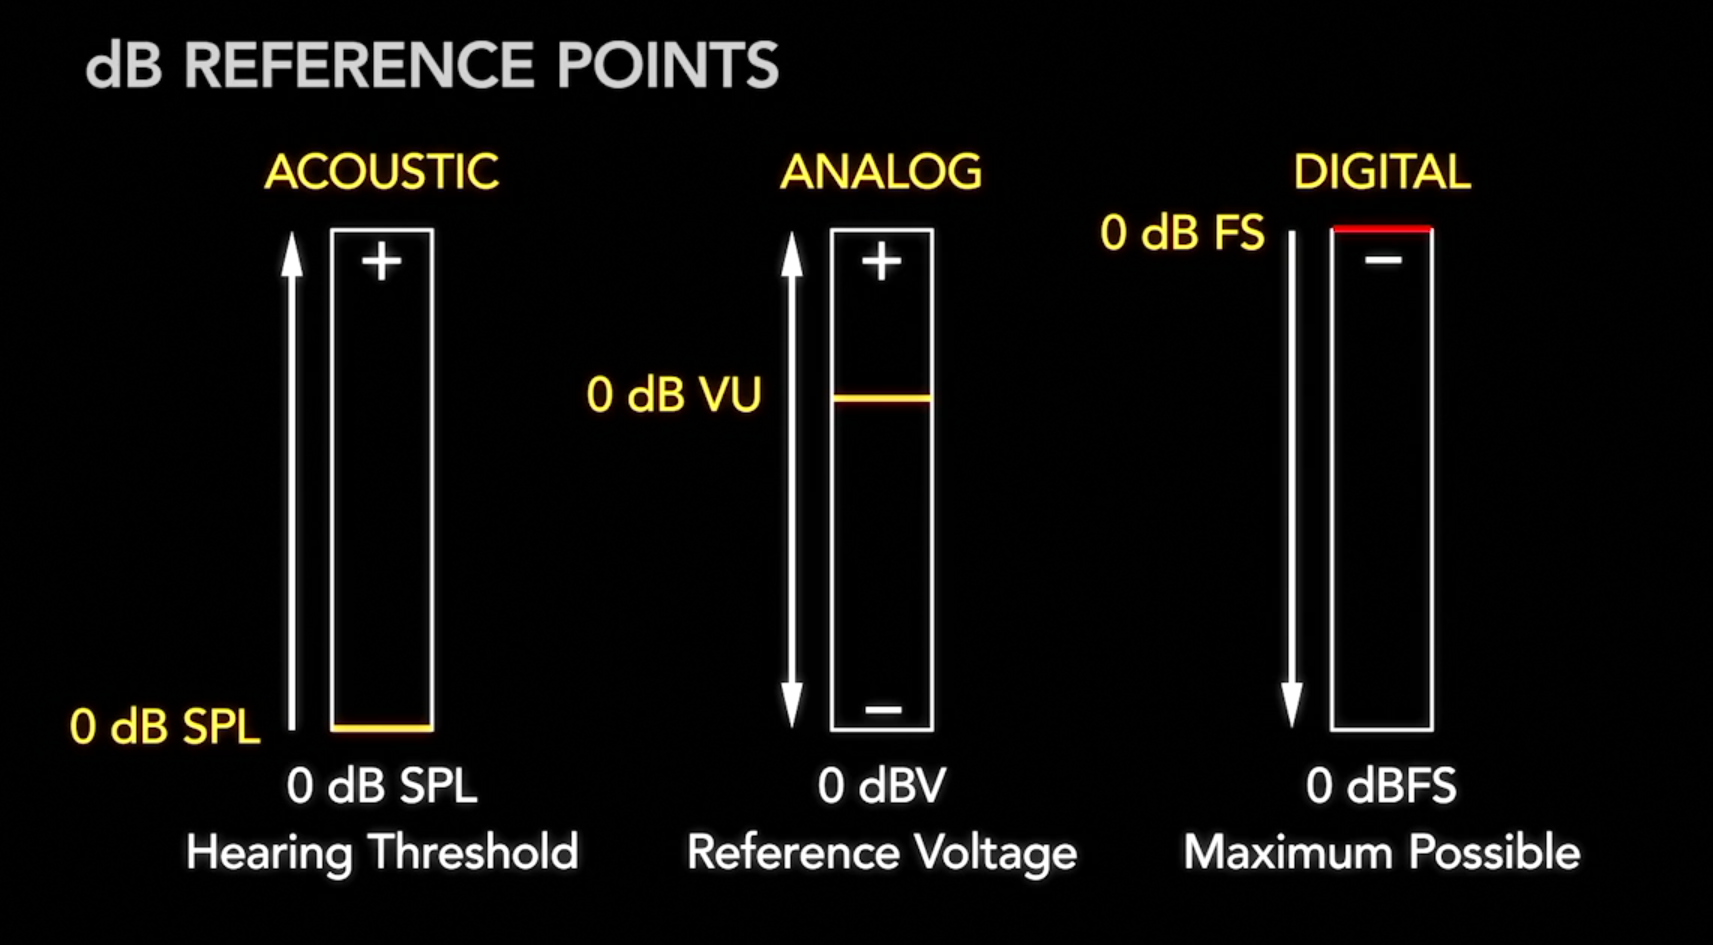 dB REFERENCE POINTS
ACOUSTIC
ANALOG
DIGITAL
0 dB FS
+
+
−
0 dB VU
−
0 dB SPL
0 dB SPL
0 dBV
0 dBFS
Hearing Threshold
Reference Voltage
Maximum Possible